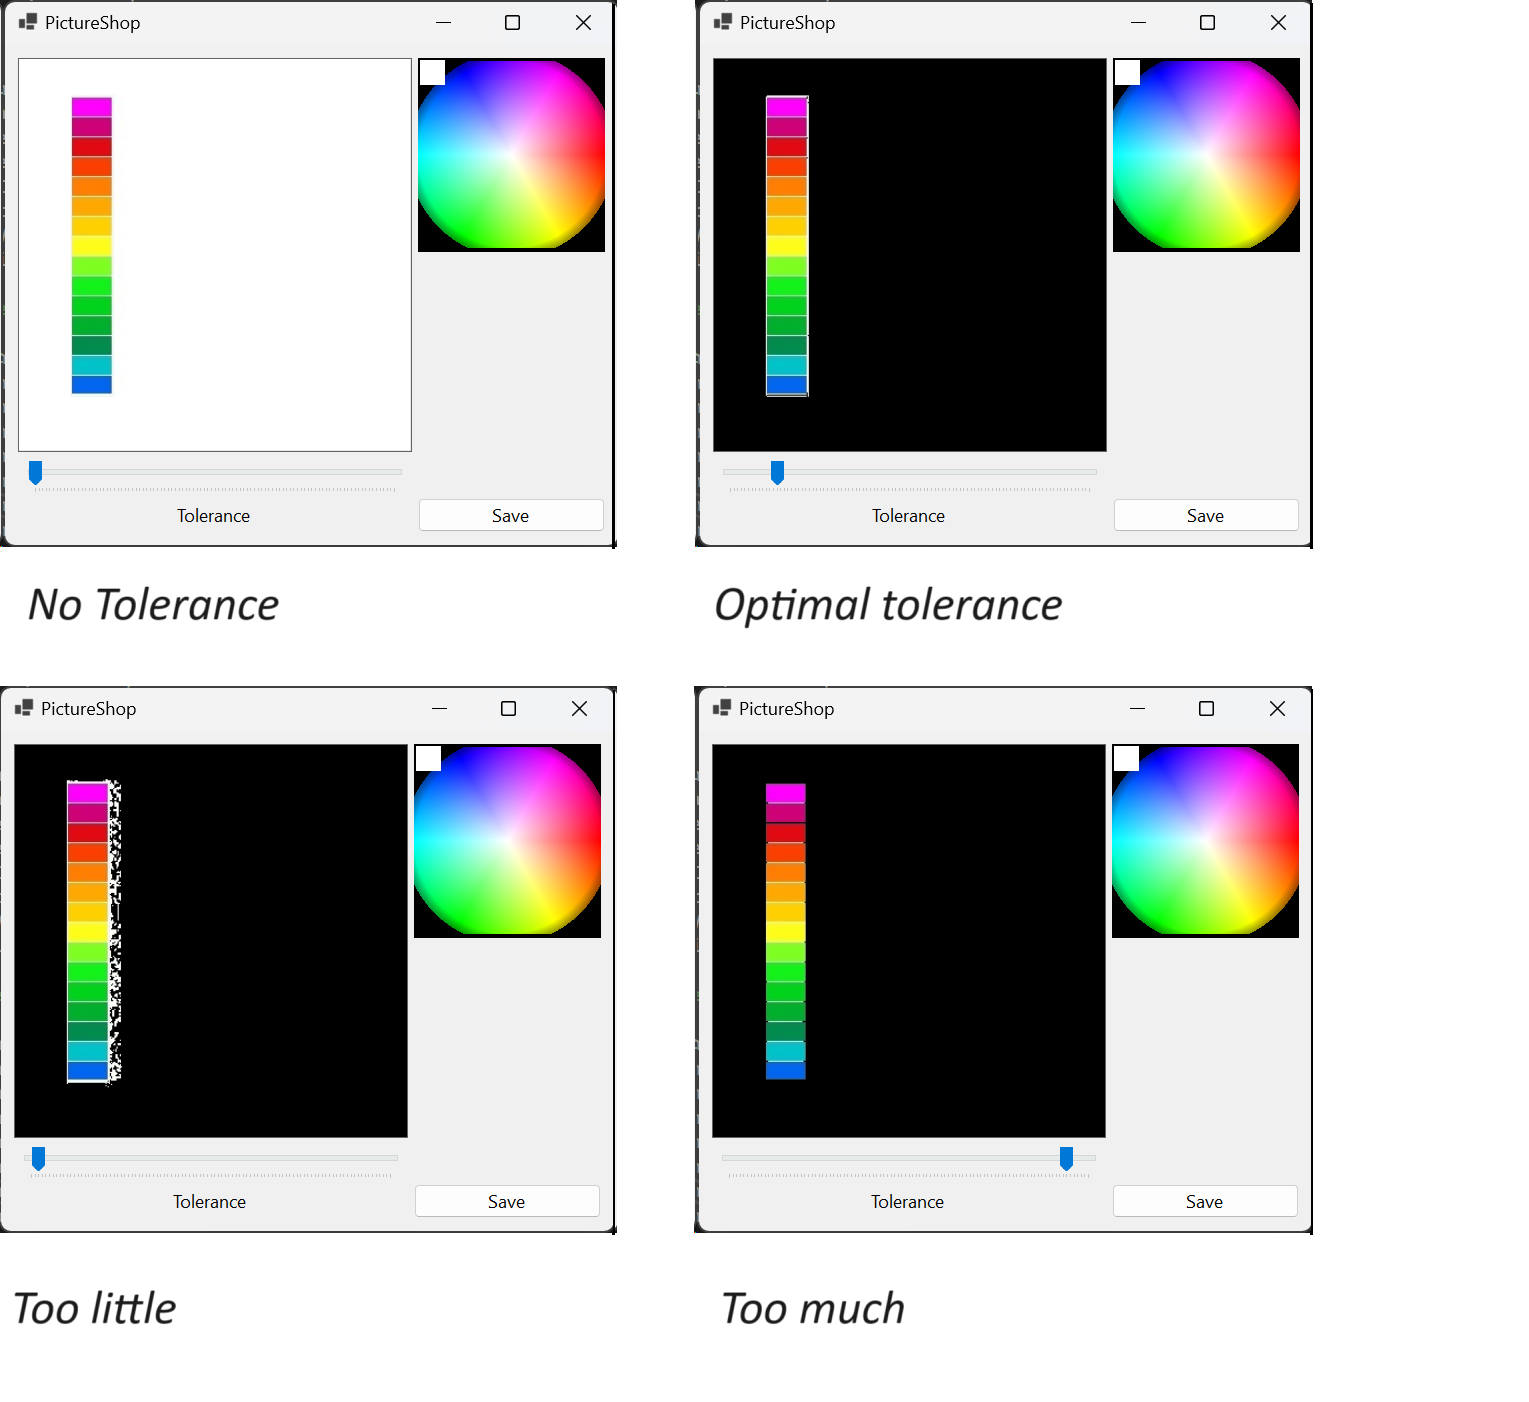 PictureShop
PictureShop
Tolerance
Save
Tolerance
Save
No Tolerance
Optimal tolerance
PictureShop
PictureShop
Tolerance
Save
Tolerance
Save
Too little
Too much